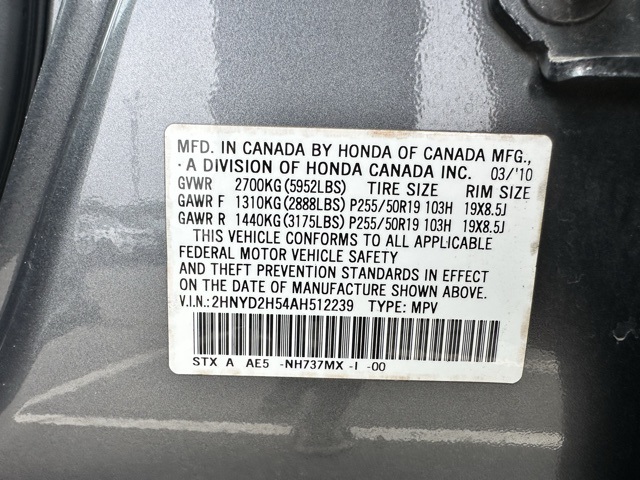 MFD. IN CANADA BY HONDA OF CANADA MFG.,
A DIVISION OF HONDA CANADA INC. 03/'10
GVWR 2700KG(5952LBS) TIRE SIZE RIM SIZE
GAWR F 1310KG(2888LBS)P255/50R19 103H 19X8.5J
GAWR R 1440KG(3175LBS)P255/50R19 103H 19X8.5J
THIS VEHICLE CONFORMS TO ALL APPLICABLE
FEDERAL MOTOR VEHICLE SAFETY
AND THEFT PREVENTION STANDARDS IN EFFECT
ON THE DATE OF MANUFACTURE SHOWN ABOVE.
V.I.N.:2HNYD2H54AH512239 TYPE: MPV
STX A AE5 -NH737MX -I -00